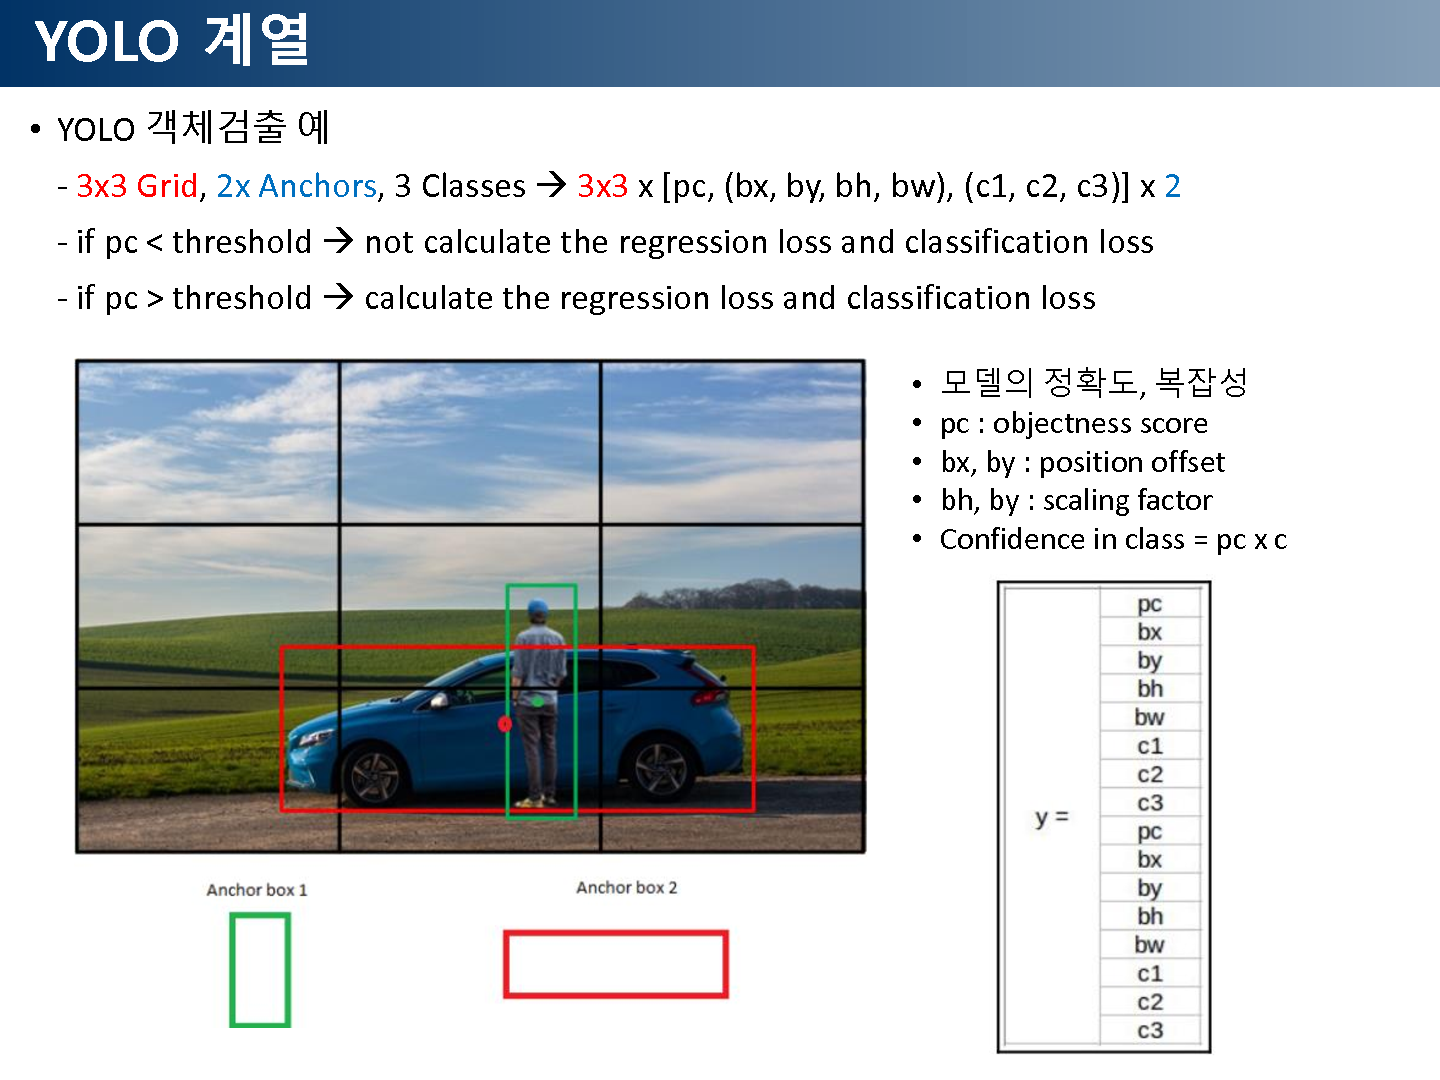 YOLO 계열
• YOLO 객체검출 예
- 3x3 Grid, 2x Anchors, 3 Classes → 3x3 x [pc, (bx, by, bh, bw), (c1, c2, c3)] x 2
- if pc < threshold → not calculate the regression loss and classification loss
- if pc > threshold → calculate the regression loss and classification loss
• 모델의 정확도, 복잡성
• pc : objectness score
• bx, by : position offset
• bh, by : scaling factor
• Confidence in class = pc x c
Anchor box 1
Anchor box 2
y =
pc
bx
by
bh
bw
c1
c2
c3
pc
bx
by
bh
bw
c1
c2
c3